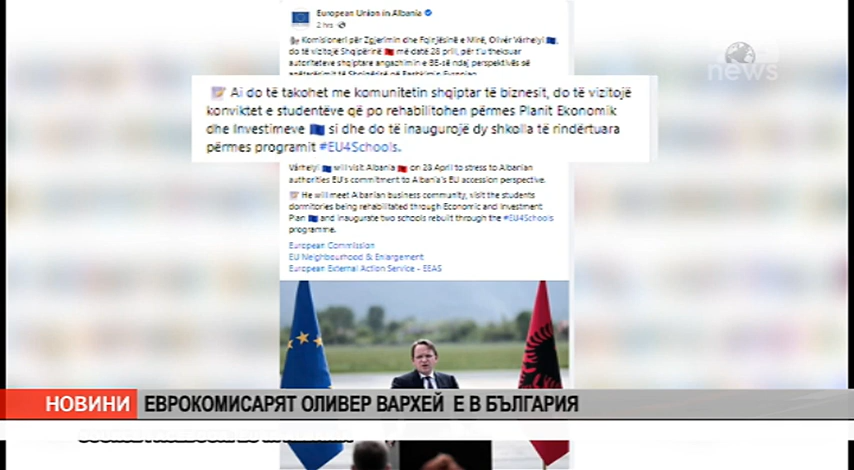 European Union in Albania
2 hrs
Komisioneri për Zgjerimin dhe Fqinjësinë e Mirë, Olivér Várhelyi,
do të vizitojë Shqipërinë më datë 28 prill, për t'u theksuar
autoriteteve shqiptare angazhimin e BE-së ndaj perspektivës së
anëtarësimit të Shqipërisë në Bashkimin Evropian
news
Ai do të takohet me komunitetin shqiptar të biznesit, do të vizitojë
konviktet e studentëve që po rehabilitohen përmes Planit Ekonomik
dhe Investimeve si dhe do të inaugurojë dy shkolla të rindërtuara
përmes programit #EU4Schools.
Várhelyi will visit Albania on 28 April to stress to Albanian
authorities EU's commitment to Albania's EU accession perspective.
He will meet Albanian business community, visit the students
dormitories being rehabilitated through Economic and Investment
Plan and inaugurate two schools rebuilt through the #EU4Schools
programme.
European Commission
EU Neighbourhood & Enlargement
European External Action Service - EEAS
НОВИНИ ЕВРОКОМИСАРЯТ ОЛИВЕР ВАРХЕЙ Е В БЪЛГАРИЯ